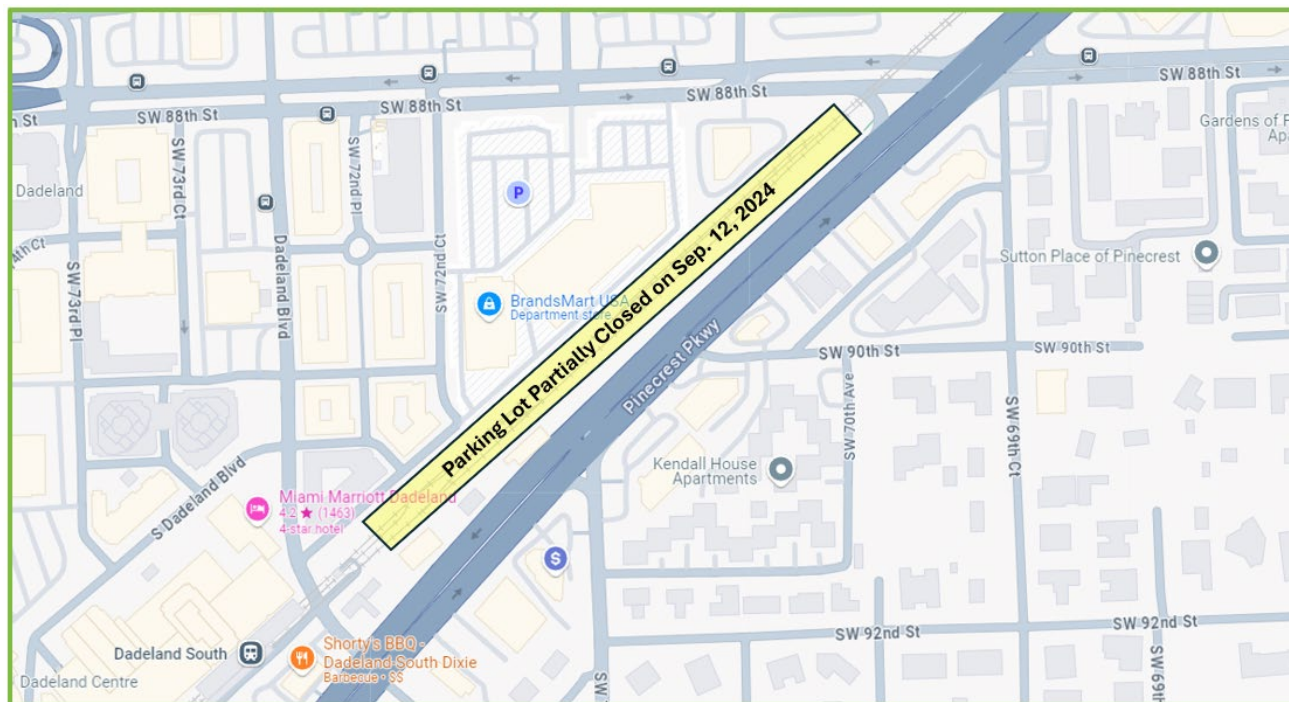 SW 88th St
SW 88th St
SW 88th St
SW 88th St
Gardens of
Dadeland
SW 73rd Ct
SW 72nd Pl
SW 72nd Ct
Dadeland Blvd
SW 73rd Pl
P
Parking Lot Partially Closed on Sep. 12, 2024
Sutton Place of Pinecrest
BrandsMart USA
Department store
Pinecrest Pkwy
SW 90th St
SW 90th St
SW 70th Ave
SW 69th Ct
Kendall House
Apartments
S Dadeland Blvd
Miami Marriott Dadeland
4.2 ★ (1463)
4-star hotel
$
SW 92nd St
SW 92nd St
Dadeland South
Shorty's BBQ -
Dadeland South Dixie
Barbecue · $$
Dadeland Centre
SW 69th
SW